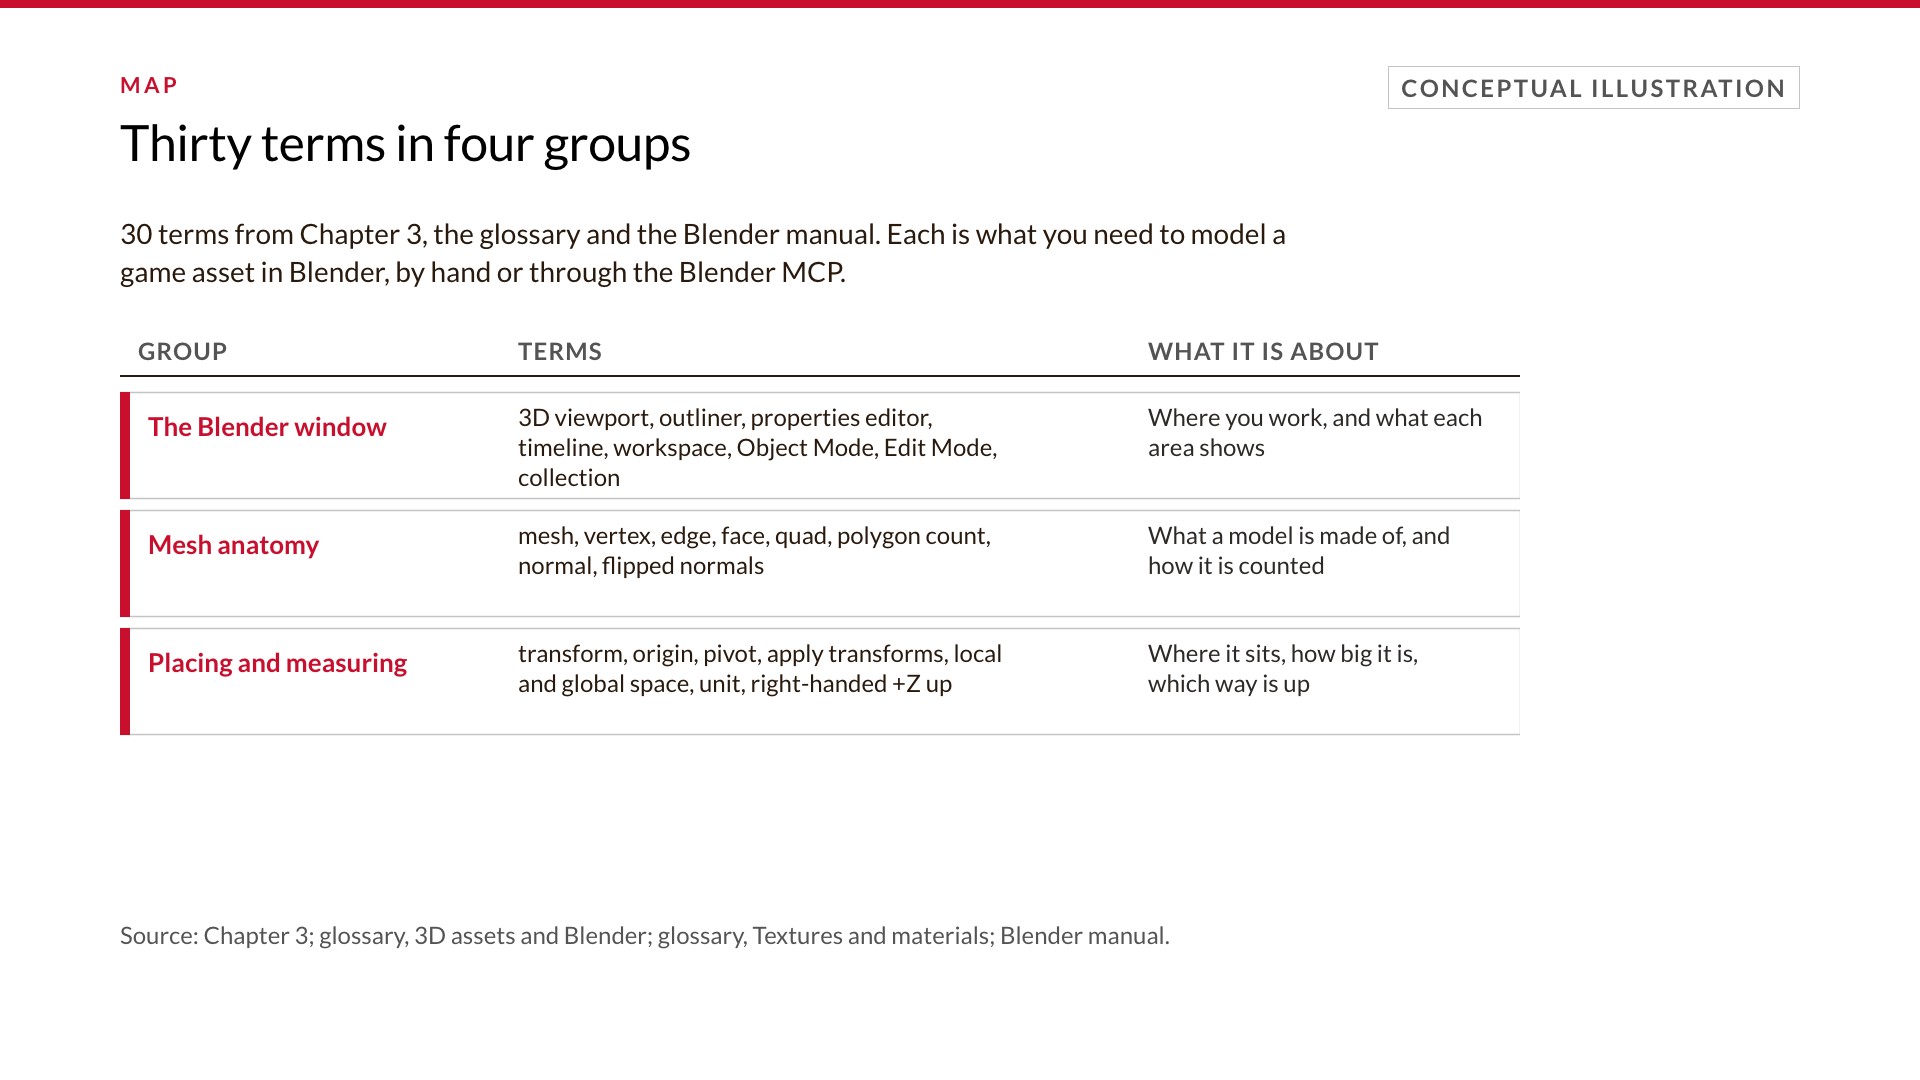 MAP
CONCEPTUAL ILLUSTRATION
Thirty terms in four groups
30 terms from Chapter 3, the glossary and the Blender manual. Each is what you need to model a
game asset in Blender, by hand or through the Blender MCP.
GROUP
TERMS
WHAT IT IS ABOUT
The Blender window
3D viewport, outliner, properties editor,
timeline, workspace, Object Mode, Edit Mode,
collection
Where you work, and what each
area shows
Mesh anatomy
mesh, vertex, edge, face, quad, polygon count,
normal, flipped normals
What a model is made of, and
how it is counted
Placing and measuring
transform, origin, pivot, apply transforms, local
and global space, unit, right-handed +Z up
Where it sits, how big it is,
which way is up
Source: Chapter 3; glossary, 3D assets and Blender; glossary, Textures and materials; Blender manual.